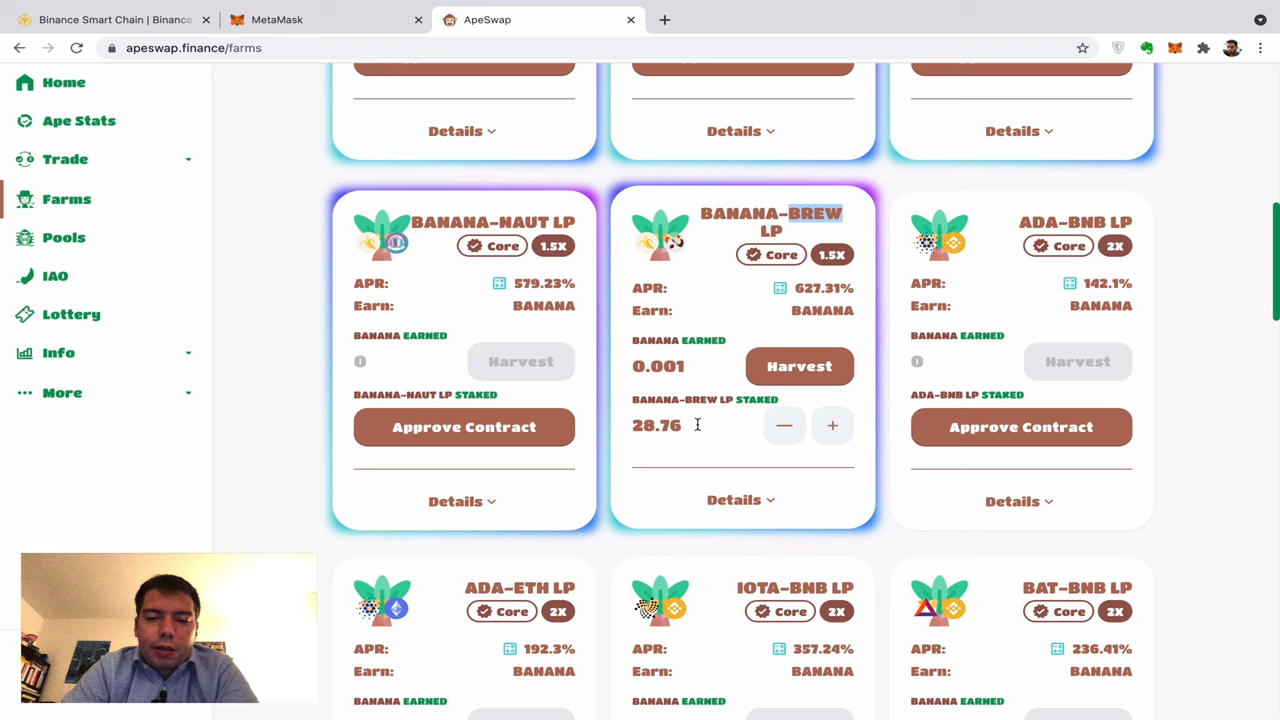 Binance Smart Chain | Binance
MetaMask
ApeSwap
apeswap.finance/farms
Home
Ape Stats
Trade
Farms
Pools
IAO
Lottery
Info
More
Details
Details
Details
BANANA-NAUT LP
Core 1.5X
APR: 579.23%
Earn: BANANA
BANANA EARNED
0 Harvest
BANANA-NAUT LP STAKED
Approve Contract
Details
BANANA-BREW
LP
Core 1.5X
APR: 627.31%
Earn: BANANA
BANANA EARNED
0.001 Harvest
BANANA-BREW LP STAKED
28.76 — +
Details
ADA-BNB LP
Core 2X
APR: 142.1%
Earn: BANANA
BANANA EARNED
0 Harvest
ADA-BNB LP STAKED
Approve Contract
Details
ADA-ETH LP
Core 2X
APR: 192.3%
Earn: BANANA
BANANA EARNED
IOTA-BNB LP
Core 2X
APR: 357.24%
Earn: BANANA
BANANA EARNED
BAT-BNB LP
Core 2X
APR: 236.41%
Earn: BANANA
BANANA EARNED